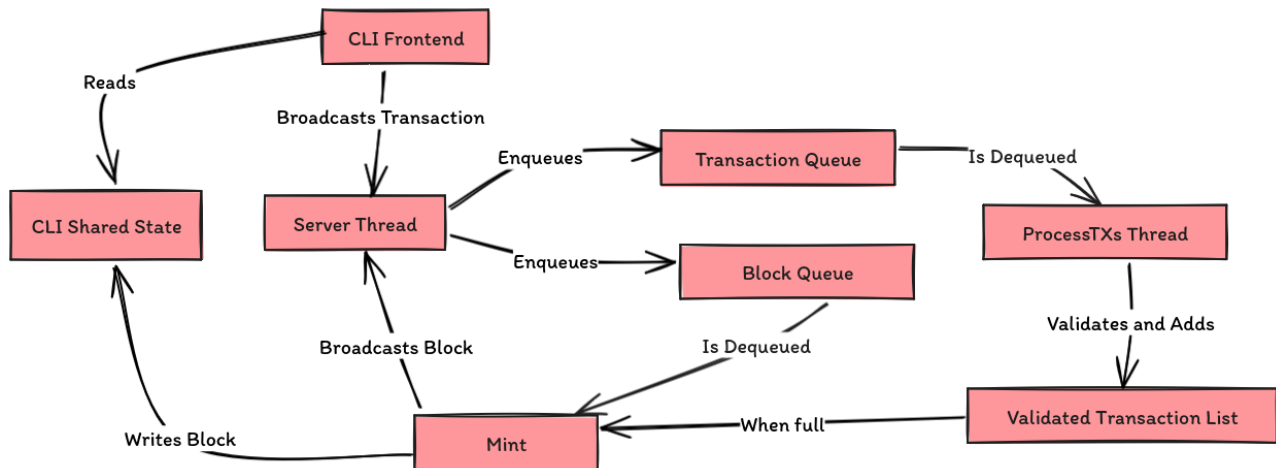 CLI Frontend
Reads
Broadcasts Transaction
Enqueues
Transaction Queue
Is Dequeued
CLI Shared State
Server Thread
ProcessTXs Thread
Enqueues
Block Queue
Validates and Adds
Broadcasts Block
Is Dequeued
Validated Transaction List
When full
Writes Block
Mint